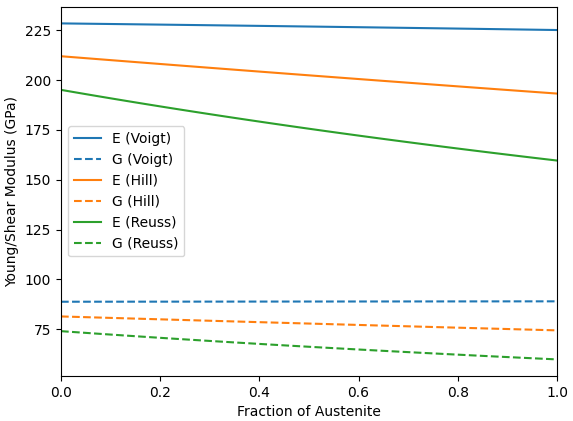 Young/Shear Modulus (GPa)
225
200
175
150
125
100
75
E (Voigt)
G (Voigt)
E (Hill)
G (Hill)
E (Reuss)
G (Reuss)
0.0 0.2 0.4 0.6 0.8 1.0
Fraction of Austenite